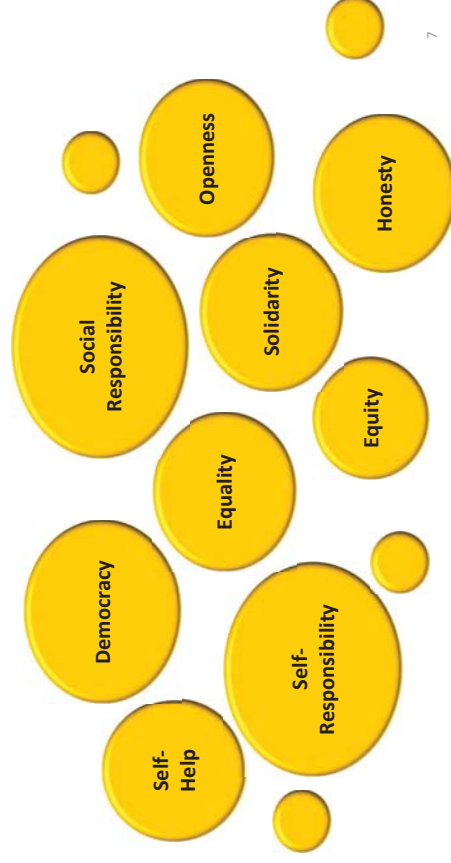 Democracy
Social
Responsibility
Self-
Help
Openness
Equality
Solidarity
Self-
Responsibility
Equity
Honesty
7